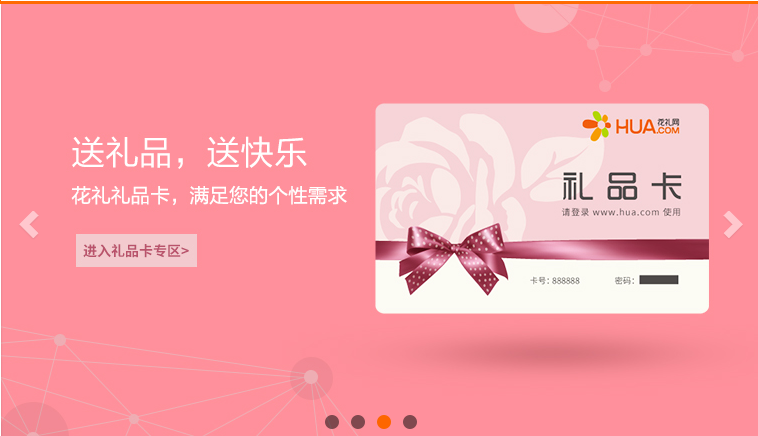 送礼品，送快乐
花礼礼品卡，满足您的个性需求
进入礼品卡专区>
HUA 花礼网
.COM
礼品卡
请登录 www.hua.com 使用
卡号：888888 密码：